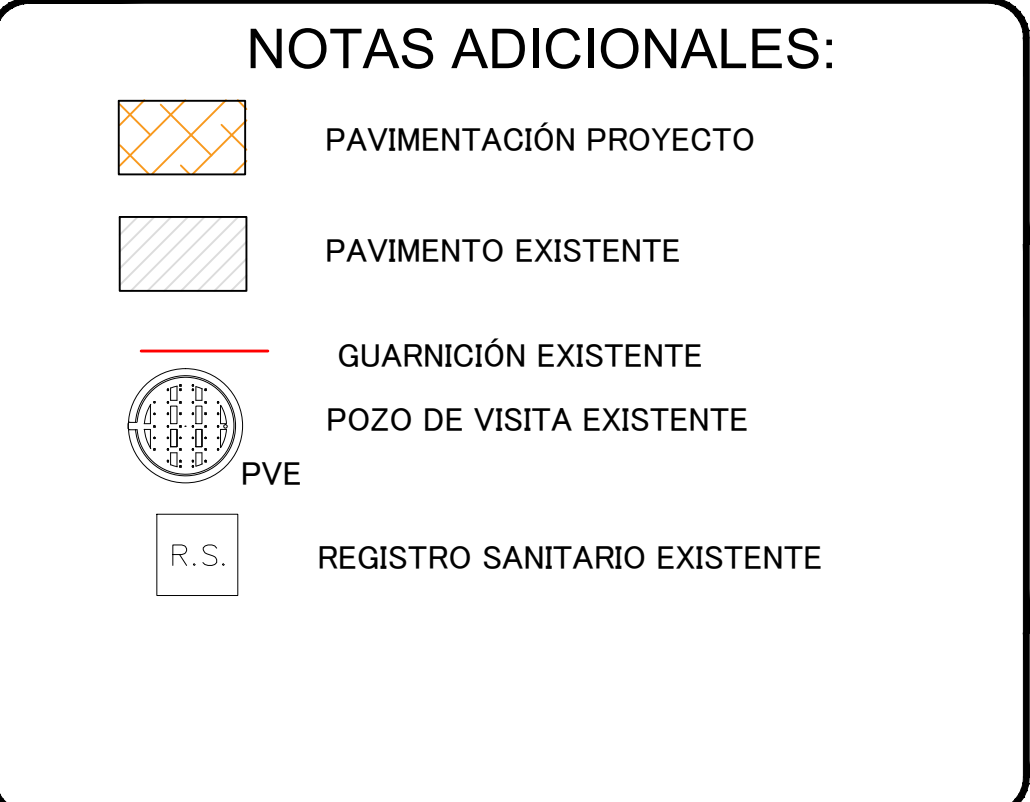 NOTAS ADICIONALES:
PAVIMENTACIÓN PROYECTO
PAVIMENTO EXISTENTE
GUARNICIÓN EXISTENTE
POZO DE VISITA EXISTENTE
PVE
R.S.
REGISTRO SANITARIO EXISTENTE